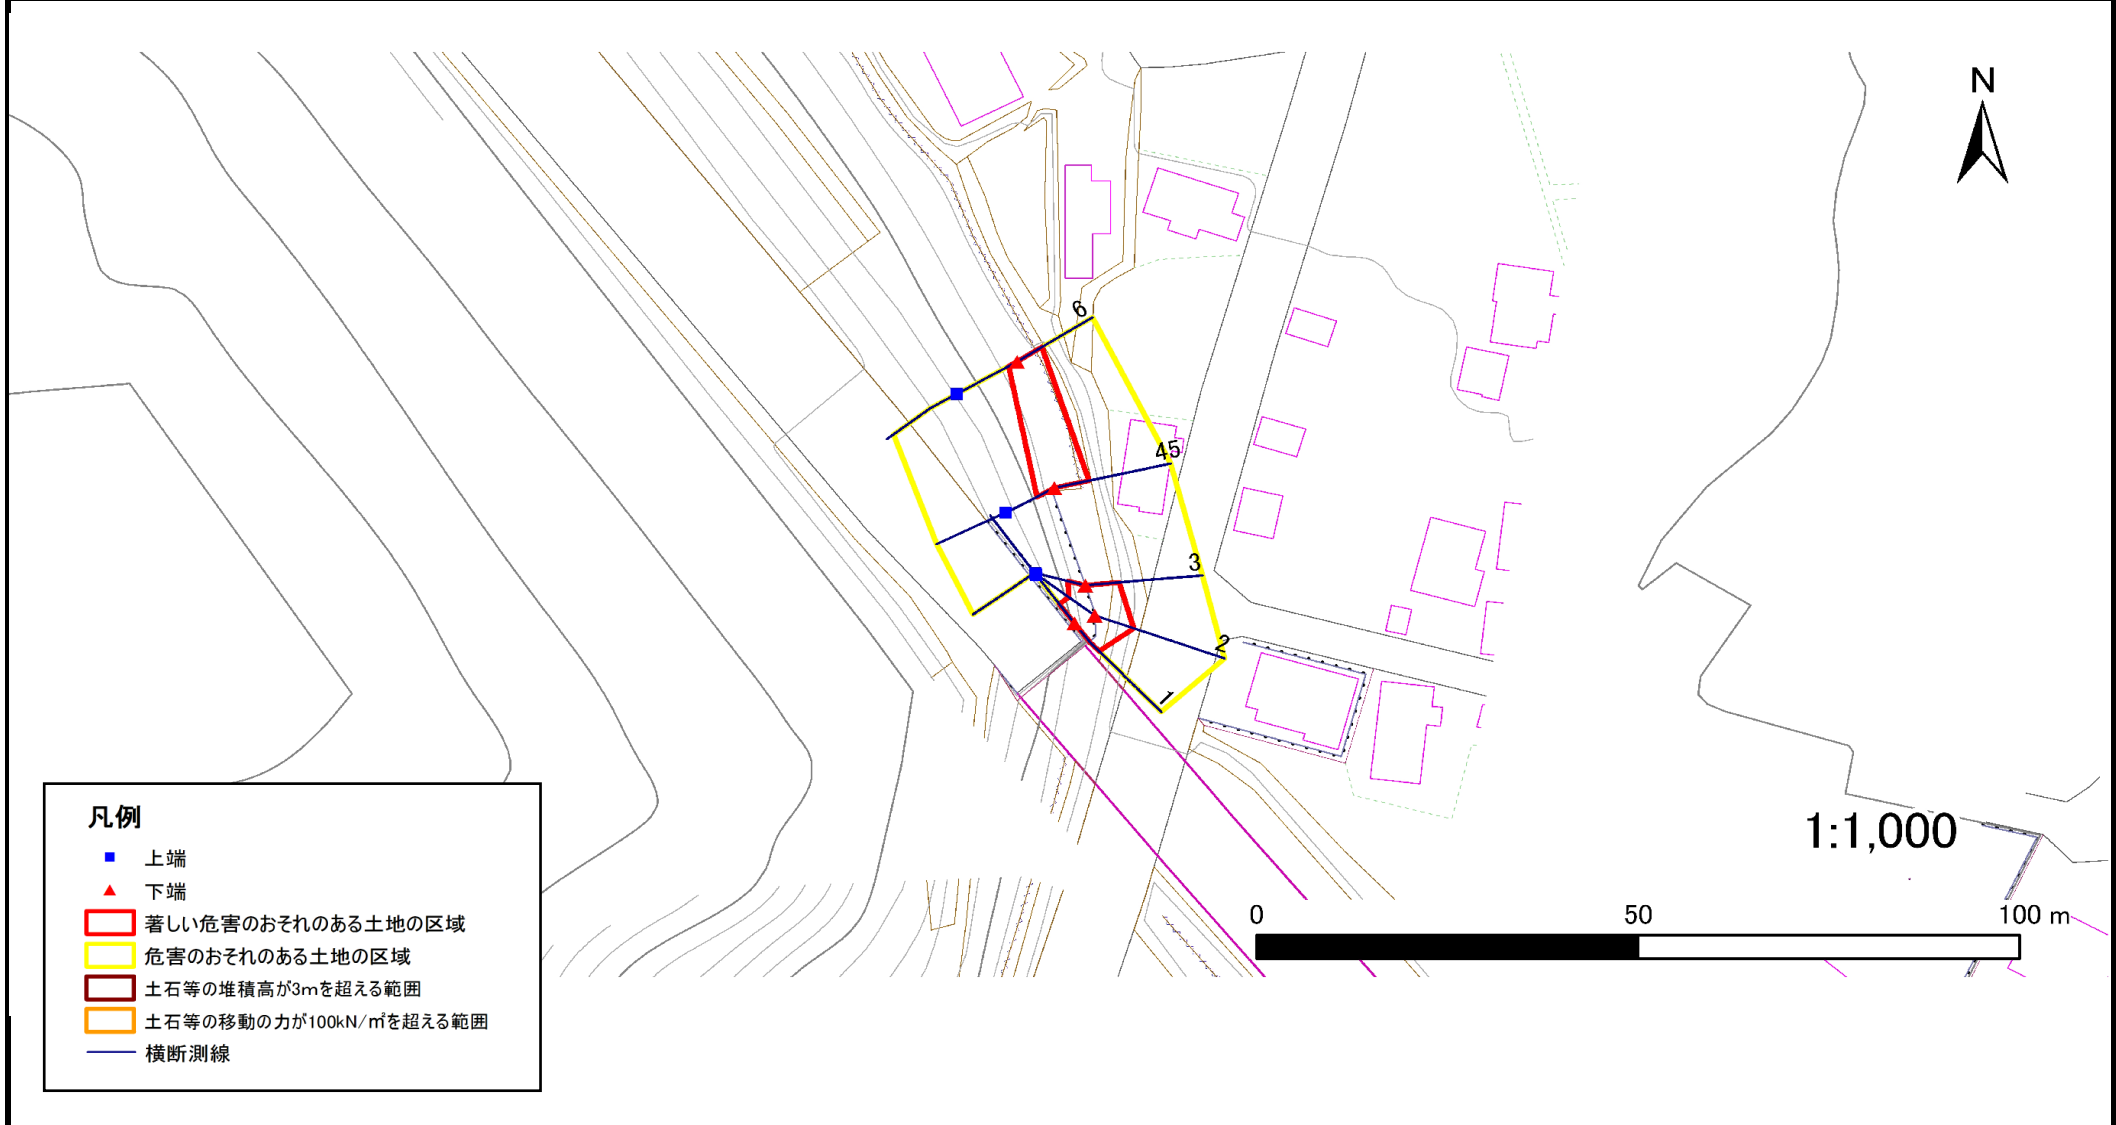 N
6
45
3
2
1
凡例
上端
下端
著しい危害のおそれのある土地の区域
危害のおそれのある土地の区域
土石等の堆積高が3mを超える範囲
土石等の移動の力が100kN/㎡を超える範囲
横断測線
1:1,000
0 50 100 m